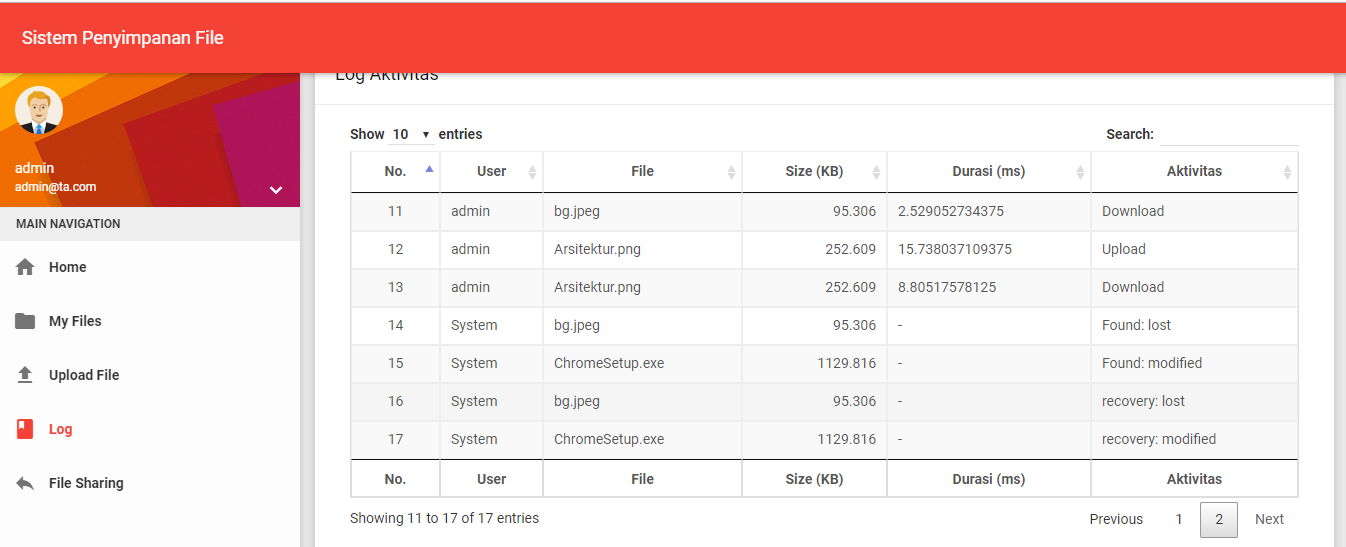 Sistem Penyimpanan File
Log Aktivitas
admin
admin@ta.com
MAIN NAVIGATION
Home
My Files
Upload File
Log
File Sharing
Show 10 entries Search:
No. User File Size (KB) Durasi (ms) Aktivitas
11 admin bg.jpeg 95.306 2.529052734375 Download
12 admin Arsitektur.png 252.609 15.738037109375 Upload
13 admin Arsitektur.png 252.609 8.80517578125 Download
14 System bg.jpeg 95.306 - Found: lost
15 System ChromeSetup.exe 1129.816 - Found: modified
16 System bg.jpeg 95.306 - recovery: lost
17 System ChromeSetup.exe 1129.816 - recovery: modified
No. User File Size (KB) Durasi (ms) Aktivitas
Showing 11 to 17 of 17 entries Previous 1 2 Next